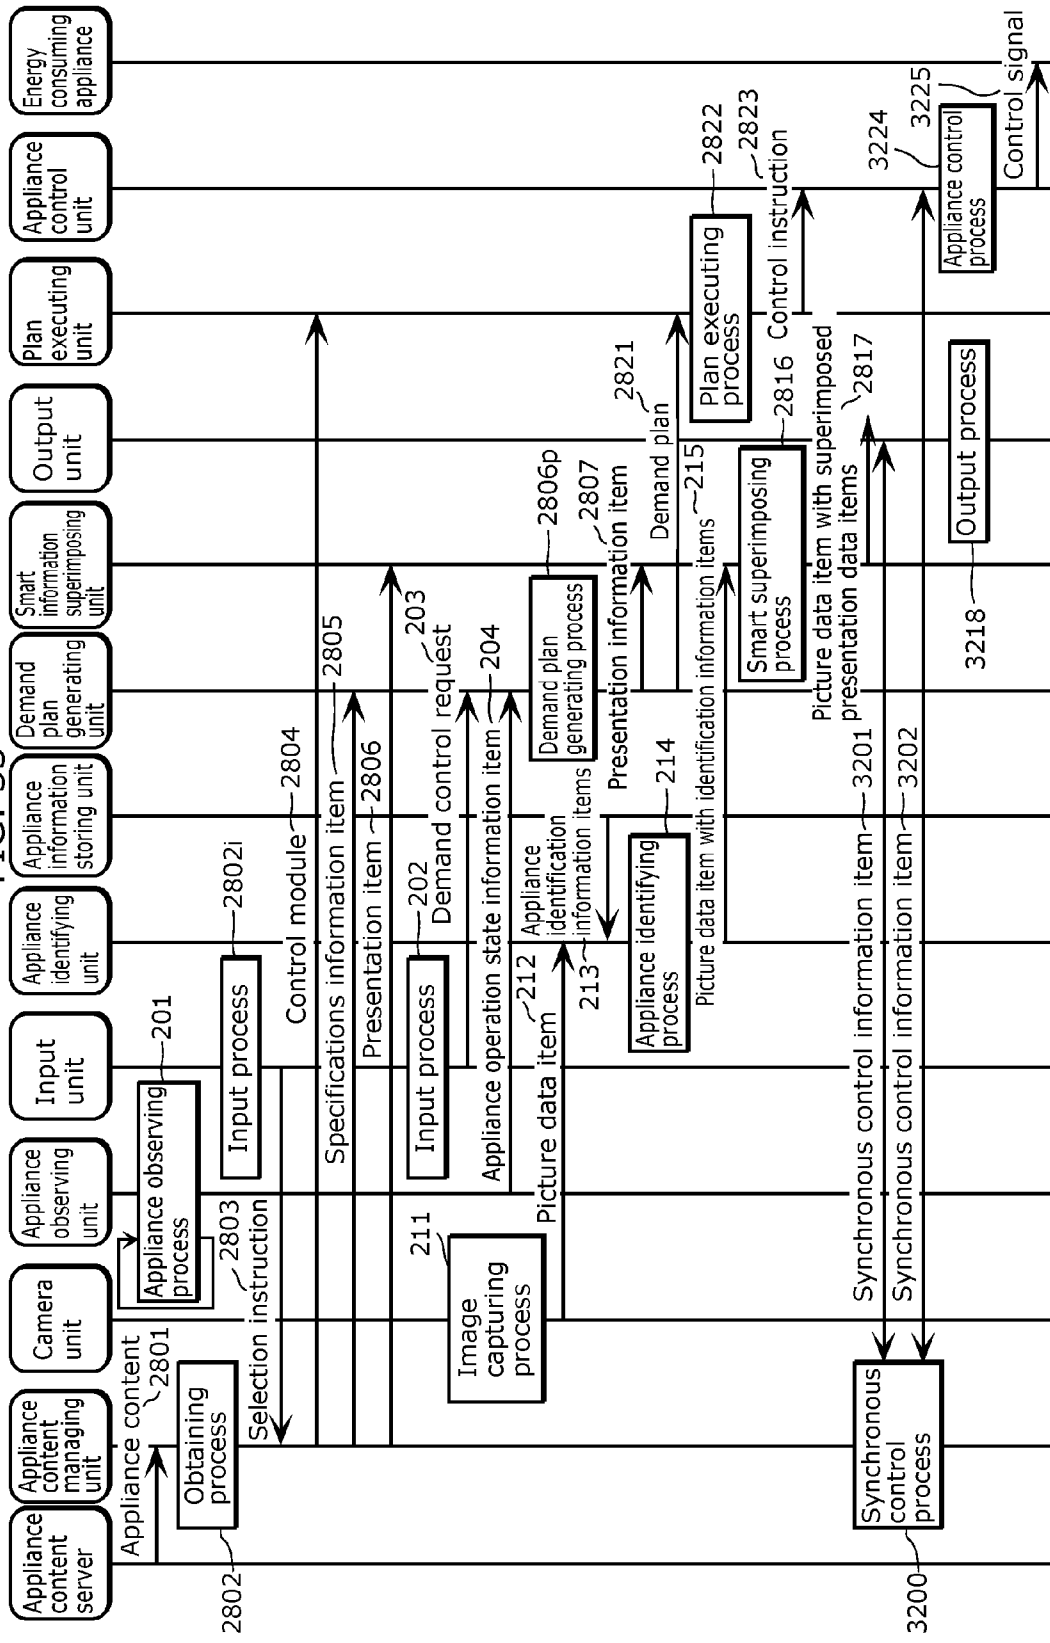 Appliance
content
server
Appliance
content
managing
unit
Camera
unit
Appliance
observing
unit
Input
unit
Appliance
identifying
unit
Appliance
information
storing unit
Demand
plan
generating
unit
Smart
information
superimposing
unit
Output
unit
Plan
executing
unit
Appliance
control
unit
Energy
consuming
appliance
Appliance content
2801
Appliance observing
process
201
Obtaining
process
2802
Input process
2802i
2803
Selection instruction
Control module
2804
Specifications information item
2805
Presentation item
2806
Input process
202
203
Demand control request
Appliance operation state information item
204
211
Image
capturing
process
212
Picture data item
Appliance
identification
information items
213
Demand plan
generating process
2806p
2807
Presentation information item
Appliance identifying
process
214
2821
Demand plan
Picture data item with identification information items
215
Plan executing
process
2822
Smart superimposing
process
2816
2823
Control instruction
Picture data item with superimposed
presentation data items
2817
Synchronous
control
process
3200
Synchronous control information item
3201
Synchronous control information item
3202
Output process
3218
Appliance control
process
3224
3225
Control signal